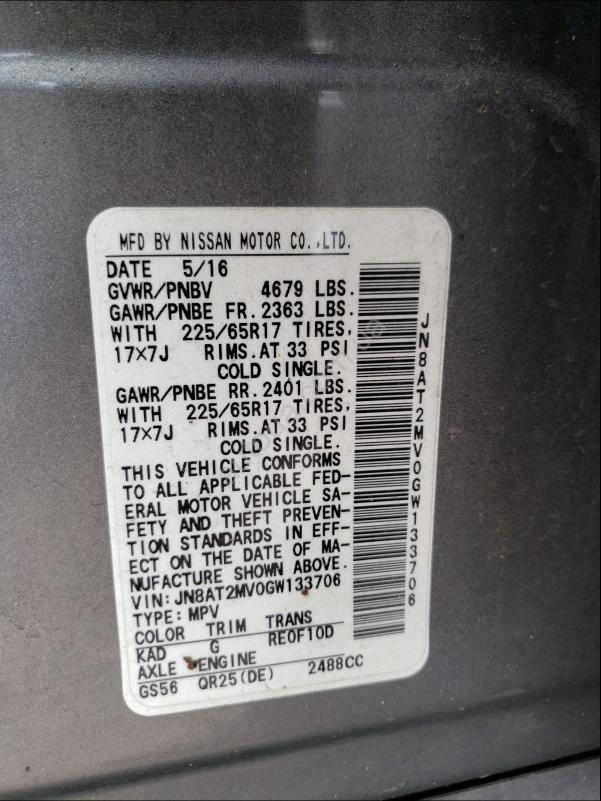 MFD BY NISSAN MOTOR CO.,LTD.
DATE 5/16
GVWR/PNBV 4679 LBS.
GAWR/PNBE FR. 2363 LBS.
WITH 225/65R17 TIRES,
17×7J RIMS. AT 33 PSI
COLD SINGLE.
GAWR/PNBE RR. 2401 LBS.
WITH 225/65R17 TIRES,
17×7J RIMS. AT 33 PSI
COLD SINGLE.
THIS VEHICLE CONFORMS
TO ALL APPLICABLE FED-
ERAL MOTOR VEHICLE SA-
FETY AND THEFT PREVEN-
TION STANDARDS IN EFF-
ECT ON THE DATE OF MA-
NUFACTURE SHOWN ABOVE.
VIN: JN8AT2MV0GW133706
TYPE: MPV
COLOR TRIM TRANS
KAD G RE0F10D
AXLE ENGINE
GS56 QR25(DE) 2488CC
JN8AT2MV0GW133706